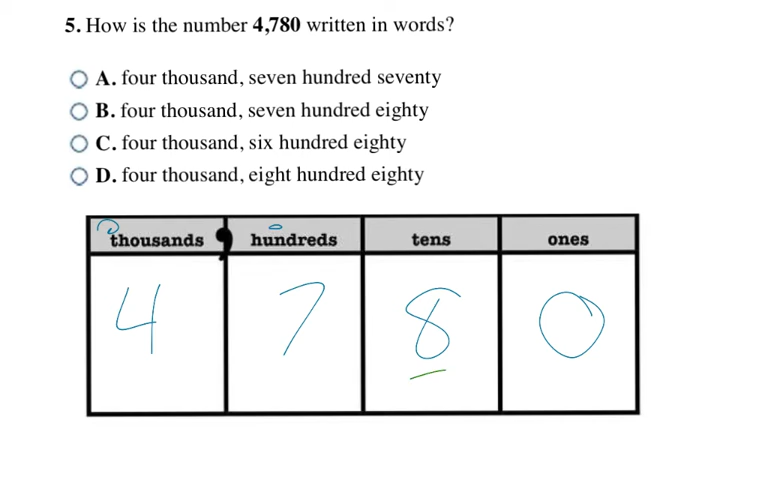 5. How is the number 4,780 written in words?
A. four thousand, seven hundred seventy
B. four thousand, seven hundred eighty
C. four thousand, six hundred eighty
D. four thousand, eight hundred eighty
thousands , hundreds tens ones
4 7 8 0